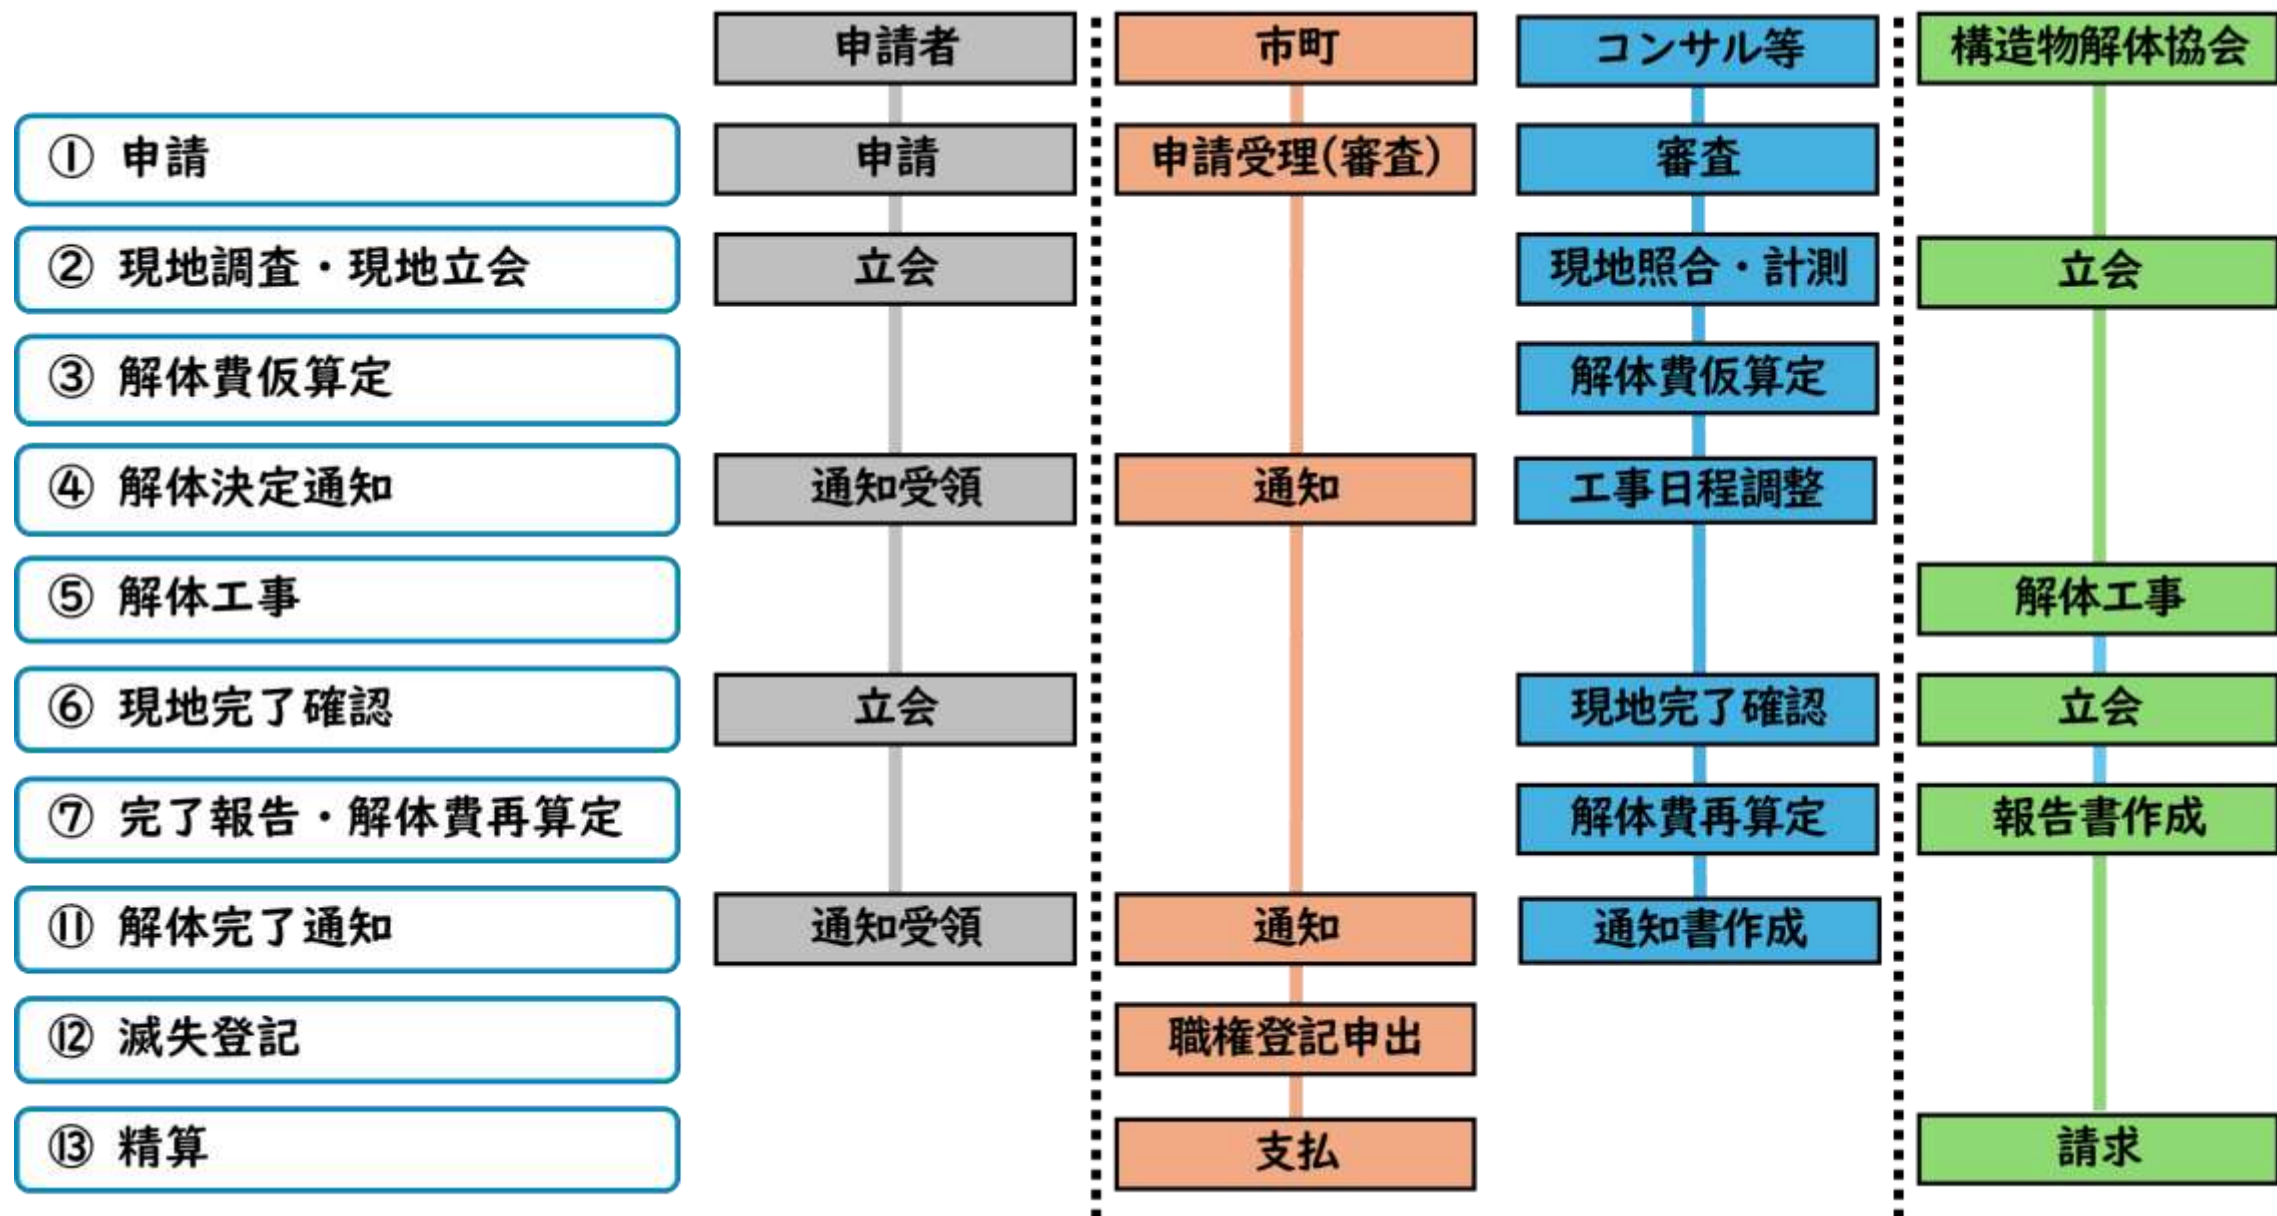 申請者 市町 コンサル等 構造物解体協会
① 申請 申請 申請受理(審査) 審査
② 現地調査・現地立会 立会 現地照合・計測 立会
③ 解体費仮算定 解体費仮算定
④ 解体決定通知 通知受領 通知 工事日程調整
⑤ 解体工事 解体工事
⑥ 現地完了確認 立会 現地完了確認 立会
⑦ 完了報告・解体費再算定 解体費再算定 報告書作成
⑪ 解体完了通知 通知受領 通知 通知書作成
⑫ 滅失登記 職権登記申出
⑬ 精算 支払 請求